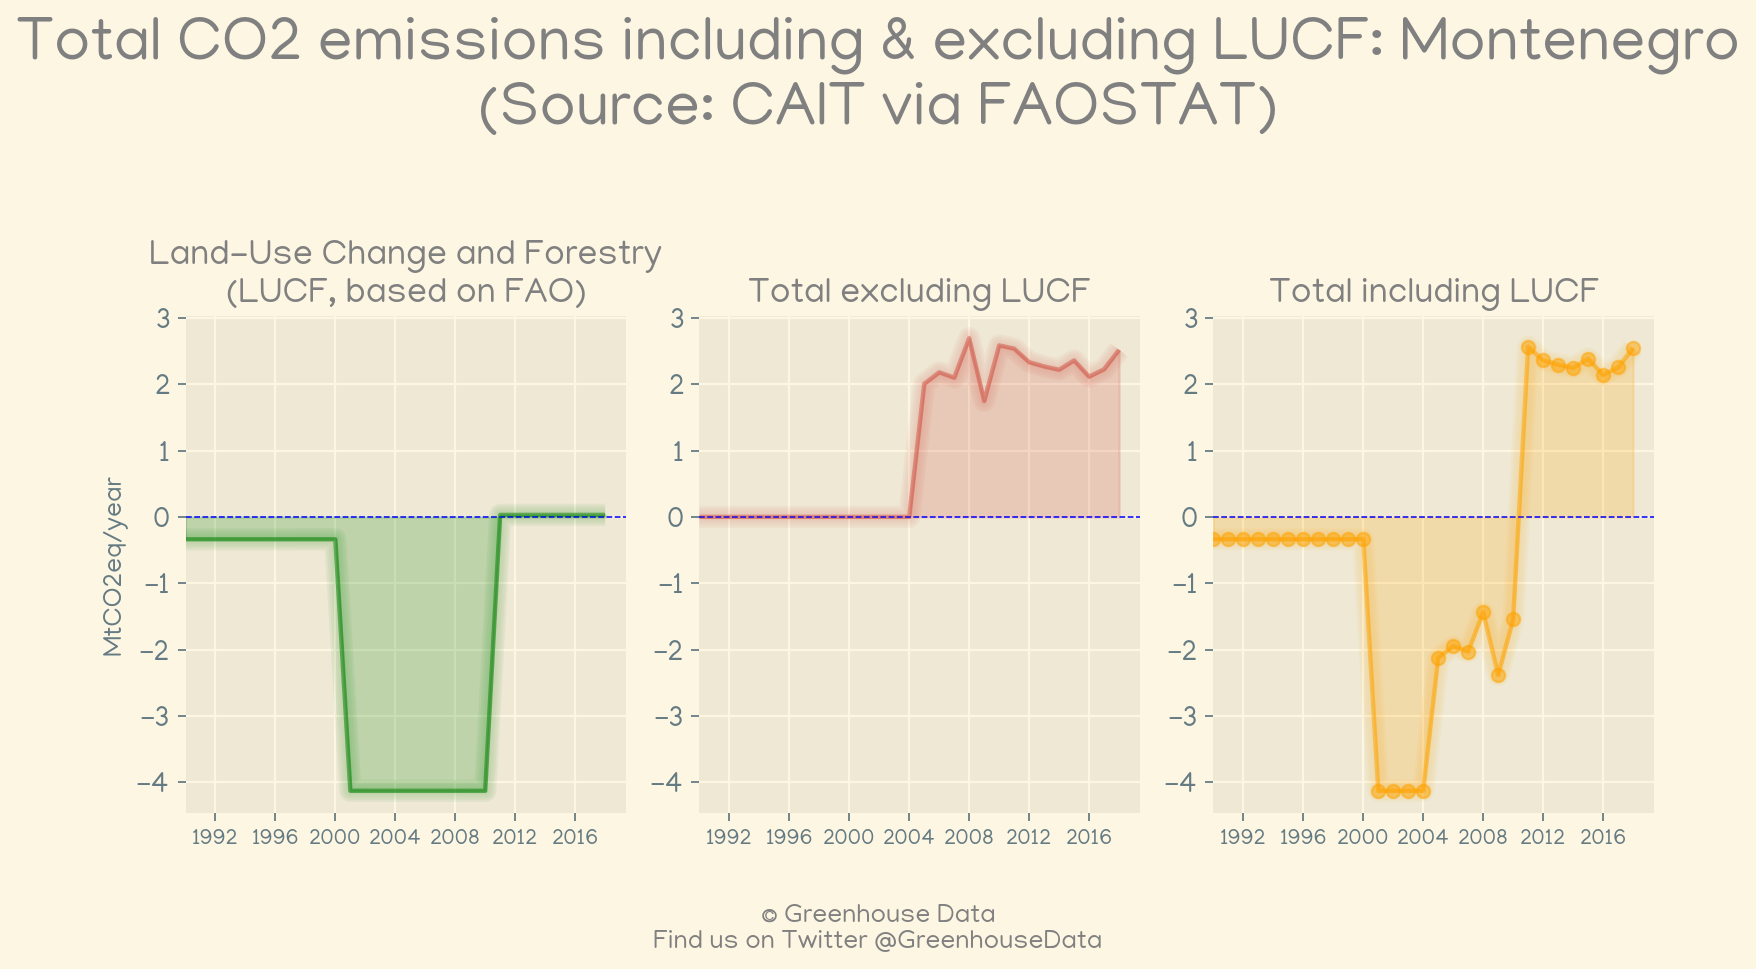 Total CO2 emissions including & excluding LUCF: Montenegro
(Source: CAIT via FAOSTAT)
Land-Use Change and Forestry
(LUCF, based on FAO)
3
2
1
0
−1
−2
−3
−4
MtCO2eq/year
1992 1996 2000 2004 2008 2012 2016
Total excluding LUCF
3
2
1
0
−1
−2
−3
−4
1992 1996 2000 2004 2008 2012 2016
Total including LUCF
3
2
1
0
−1
−2
−3
−4
1992 1996 2000 2004 2008 2012 2016
© Greenhouse Data
Find us on Twitter @GreenhouseData